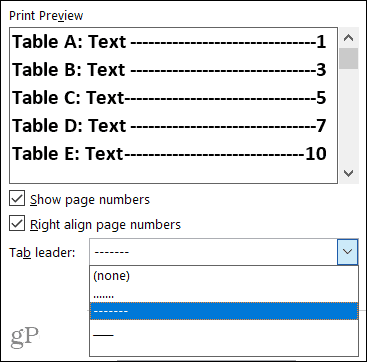 Print Preview
Table A: Text --------------------------------1
Table B: Text --------------------------------3
Table C: Text---------------------------------5
Table D: Text --------------------------------7
Table E: Text-------------------------------10
Show page numbers
Right align page numbers
Tab leader: -------
(none)
.......
-------
___
gP